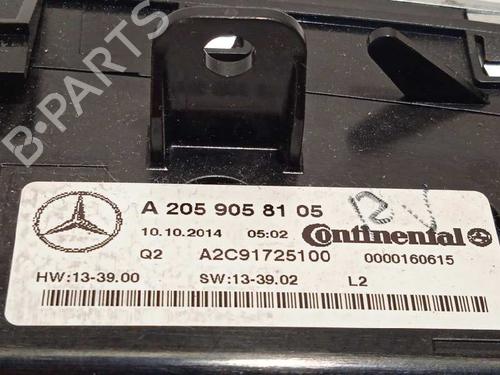 B-PARTS
A 205 905 81 05
BV
10.10.2014 05:02 Continental
Q2 A2C91725100 0000160615
HW:13-39.00 SW:13-39.02 L2